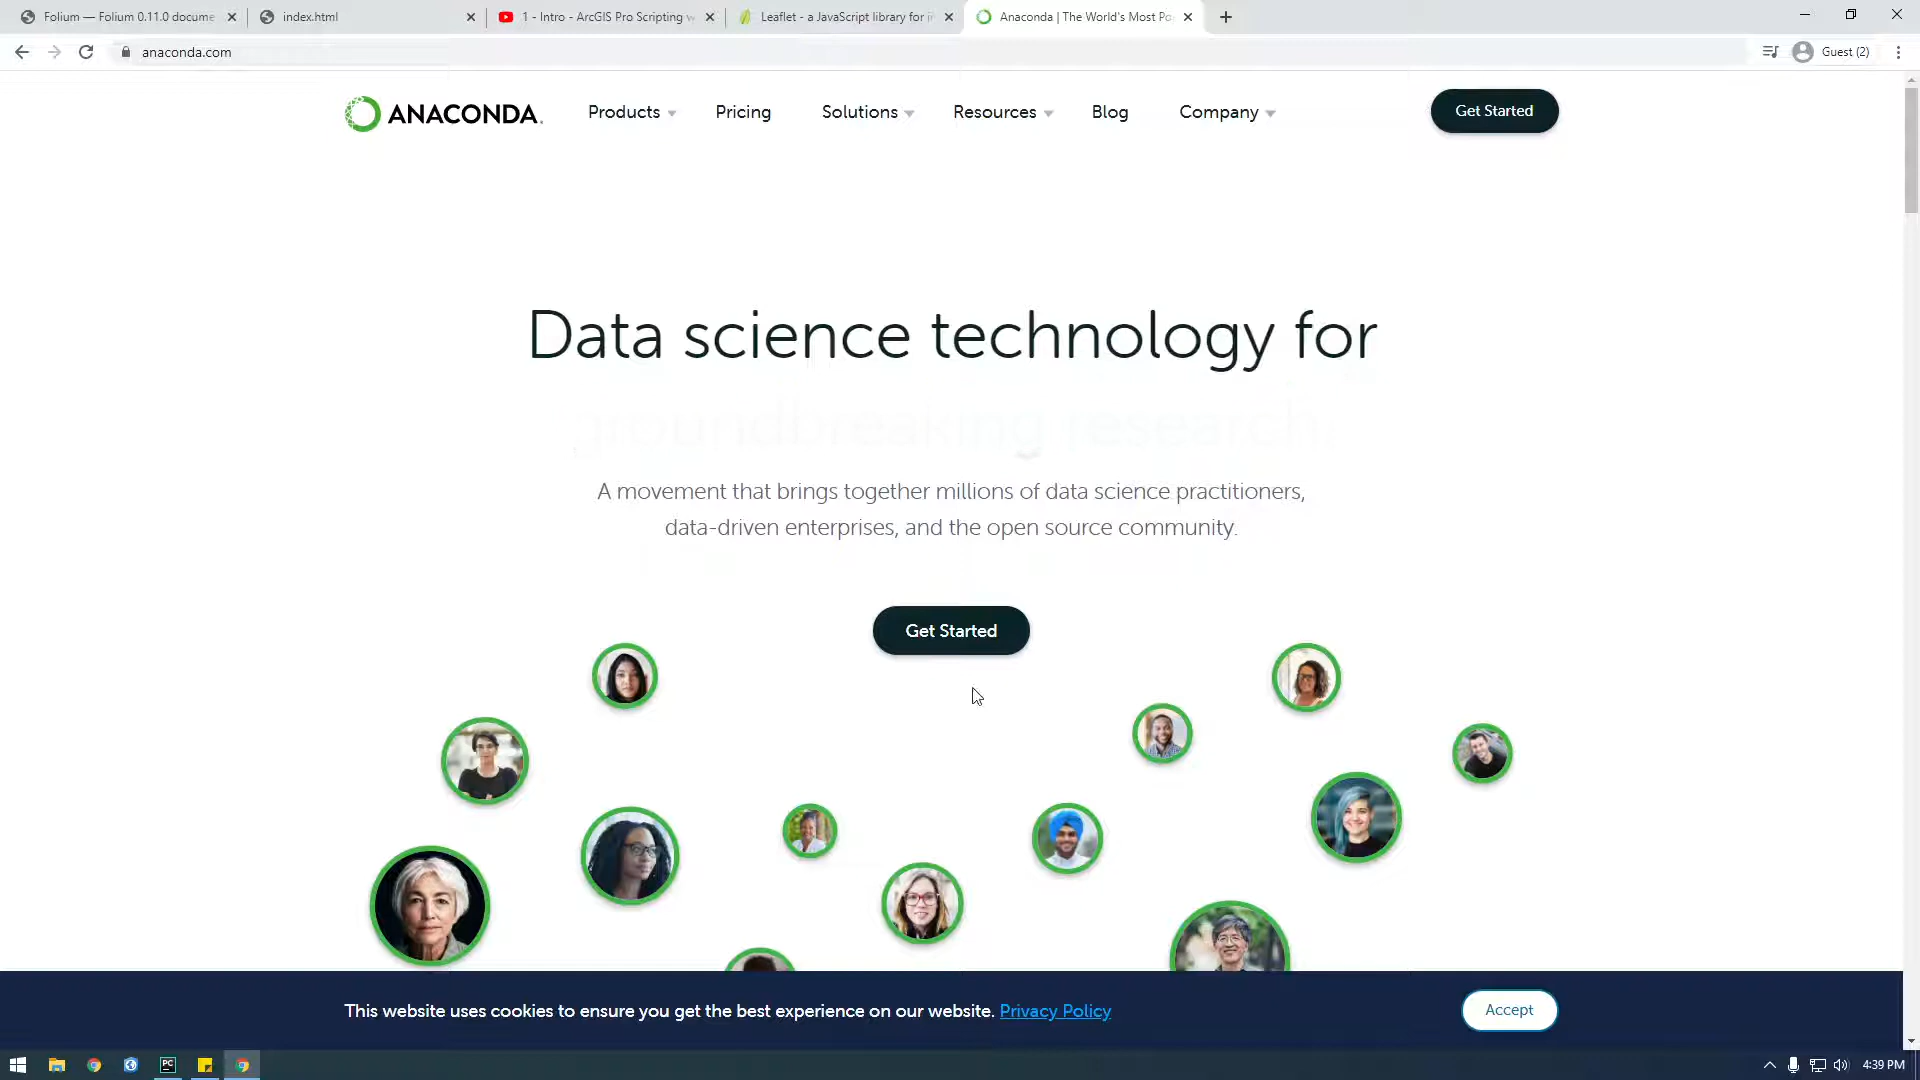 Folium — Folium 0.11.0 docume
index.html
1 - Intro - ArcGIS Pro Scripting w
Leaflet - a JavaScript library for i
Anaconda | The World's Most Po
anaconda.com
Guest (2)
ANACONDA.
Products
Pricing
Solutions
Resources
Blog
Company
Get Started
Data science technology for
groundbreaking research.
A movement that brings together millions of data science practitioners,
data-driven enterprises, and the open source community.
Get Started
This website uses cookies to ensure you get the best experience on our website. Privacy Policy
Accept
PC
4:39 PM